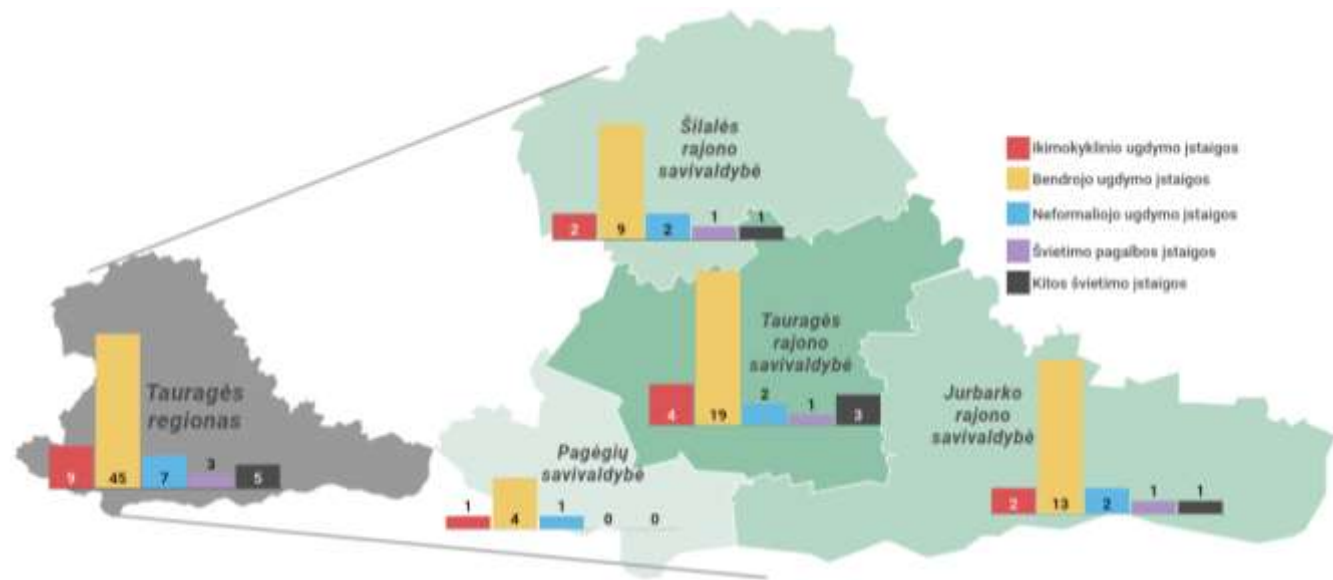 Šilalės
rajono
savivaldybė
2 9 2 1 1
Ikimokyklinio ugdymo įstaigos
Bendrojo ugdymo įstaigos
Neformaliojo ugdymo įstaigos
Švietimo pagalbos įstaigos
Kitos švietimo įstaigos
Tauragės
rajono
savivaldybė
4 19 2 1 3
Tauragės
regionas
9 45 7 3 5
Jurbarko
rajono
savivaldybė
2 13 2 1 1
Pagėgių
savivaldybė
1 4 1 0 0